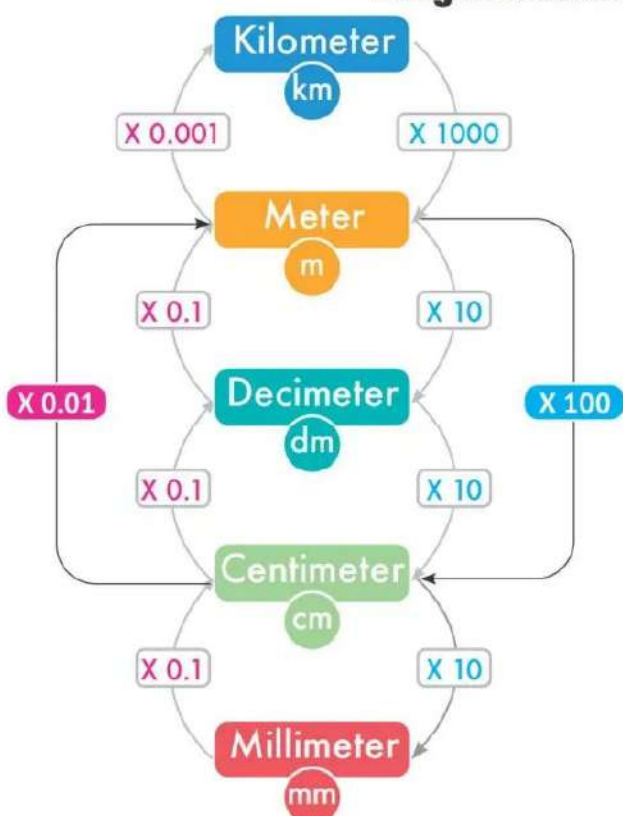 Kilometer
km
X 0.001
X 1000
Meter
m
X 0.1
X 10
Decimeter
dm
X 0.01
X 100
X 0.1
X 10
Centimeter
cm
X 0.1
X 10
Millimeter
mm